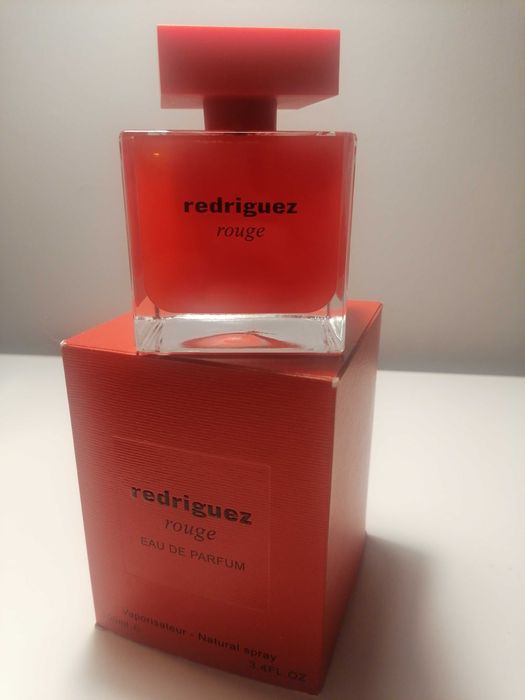 redriguez
rouge
redriguez
rouge
EAU DE PARFUM
Vaporisateur - Natural spray
3.4FL.OZ